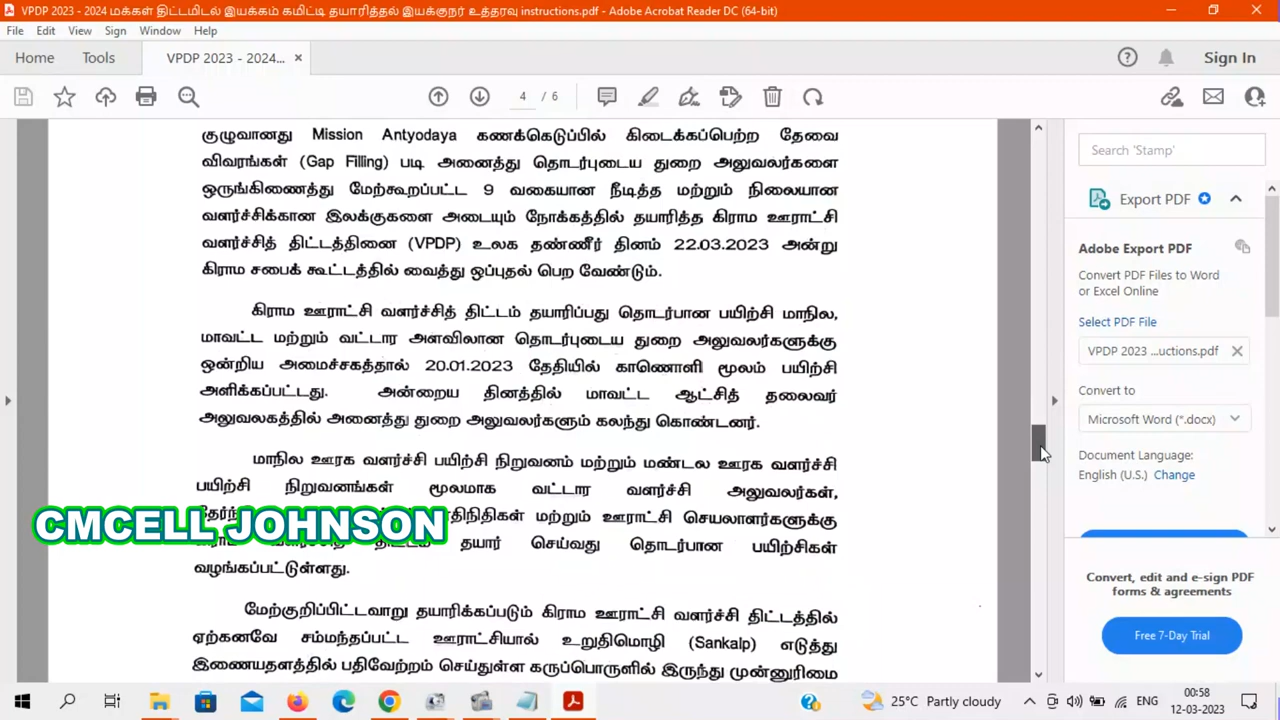 VPDP 2023 - 2024 மக்கள் திட்டமிடல் இயக்கம் கமிட்டி தயாரித்தல் இயக்குநர் உத்தரவு instructions.pdf - Adobe Acrobat Reader DC (64-bit)
File Edit View Sign Window Help
Home Tools VPDP 2023 - 2024... × Sign In
4 / 6
குழுவானது Mission Antyodaya கணக்கெடுப்பில் கிடைக்கப்பெற்ற தேவை
விவரங்கள் (Gap Filling) படி அனைத்து தொடர்புடைய துறை அலுவலர்களை
ஒருங்கிணைத்து மேற்கூறப்பட்ட 9 வகையான நீடித்த மற்றும் நிலையான
வளர்ச்சிக்கான இலக்குகளை அடையும் நோக்கத்தில் தயாரித்த கிராம ஊராட்சி
வளர்ச்சித் திட்டத்தினை (VPDP) உலக தண்ணீர் தினம் 22.03.2023 அன்று
கிராம சபைக் கூட்டத்தில் வைத்து ஒப்புதல் பெற வேண்டும்.
கிராம ஊராட்சி வளர்ச்சித் திட்டம் தயாரிப்பது தொடர்பான பயிற்சி மாநில,
மாவட்ட மற்றும் வட்டார அளவிலான தொடர்புடைய துறை அலுவலர்களுக்கு
ஒன்றிய அமைச்சகத்தால் 20.01.2023 தேதியில் காணொளி மூலம் பயிற்சி
அளிக்கப்பட்டது. அன்றைய தினத்தில் மாவட்ட ஆட்சித் தலைவர்
அலுவலகத்தில் அனைத்து துறை அலுவலர்களும் கலந்து கொண்டனர்.
மாநில ஊரக வளர்ச்சி பயிற்சி நிறுவனம் மற்றும் மண்டல ஊரக வளர்ச்சி
பயிற்சி நிறுவனங்கள் மூலமாக வட்டார வளர்ச்சி அலுவலர்கள்,
மற்றும் ஊராட்சி செயலாளர்களுக்கு
CMCELL JOHNSON
தயார் செய்வது தொடர்பான பயிற்சிகள்
வழங்கப்பட்டுள்ளது.
மேற்குறிப்பிட்டவாறு தயாரிக்கப்படும் கிராம ஊராட்சி வளர்ச்சி திட்டத்தில்
ஏற்கனவே சம்மந்தப்பட்ட ஊராட்சியால் உறுதிமொழி (Sankalp) எடுத்து
இணையதளத்தில் பதிவேற்றம் செய்துள்ள கருப்பொருளில் இருந்து முன்னுரிமை
Search 'Stamp'
Export PDF
Adobe Export PDF
Convert PDF Files to Word
or Excel Online
Select PDF File
VPDP 2023 ...uctions.pdf ×
Convert to
Microsoft Word (*.docx)
Document Language:
English (U.S.) Change
Convert, edit and e-sign PDF
forms & agreements
Free 7-Day Trial
25°C Partly cloudy ENG 00:58
12-03-2023